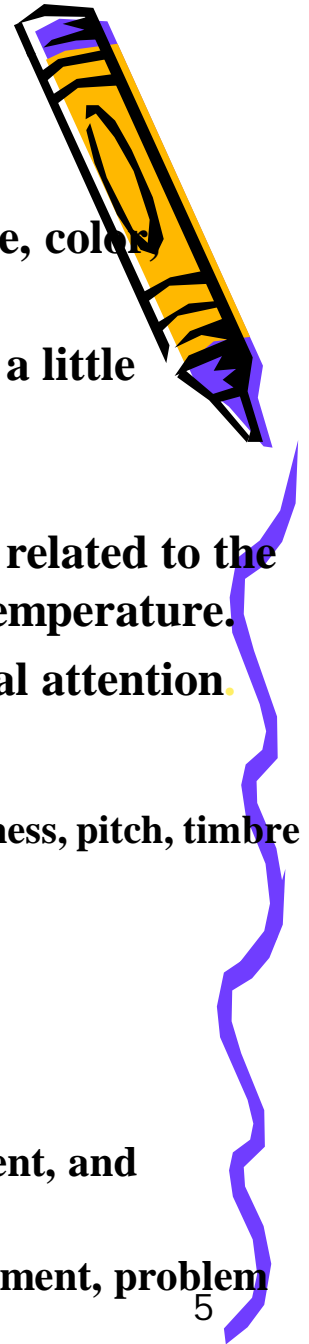 e, color,
a little
related to the
emperature.
al attention.
ness, pitch, timbre
ent, and
ment, problem
5